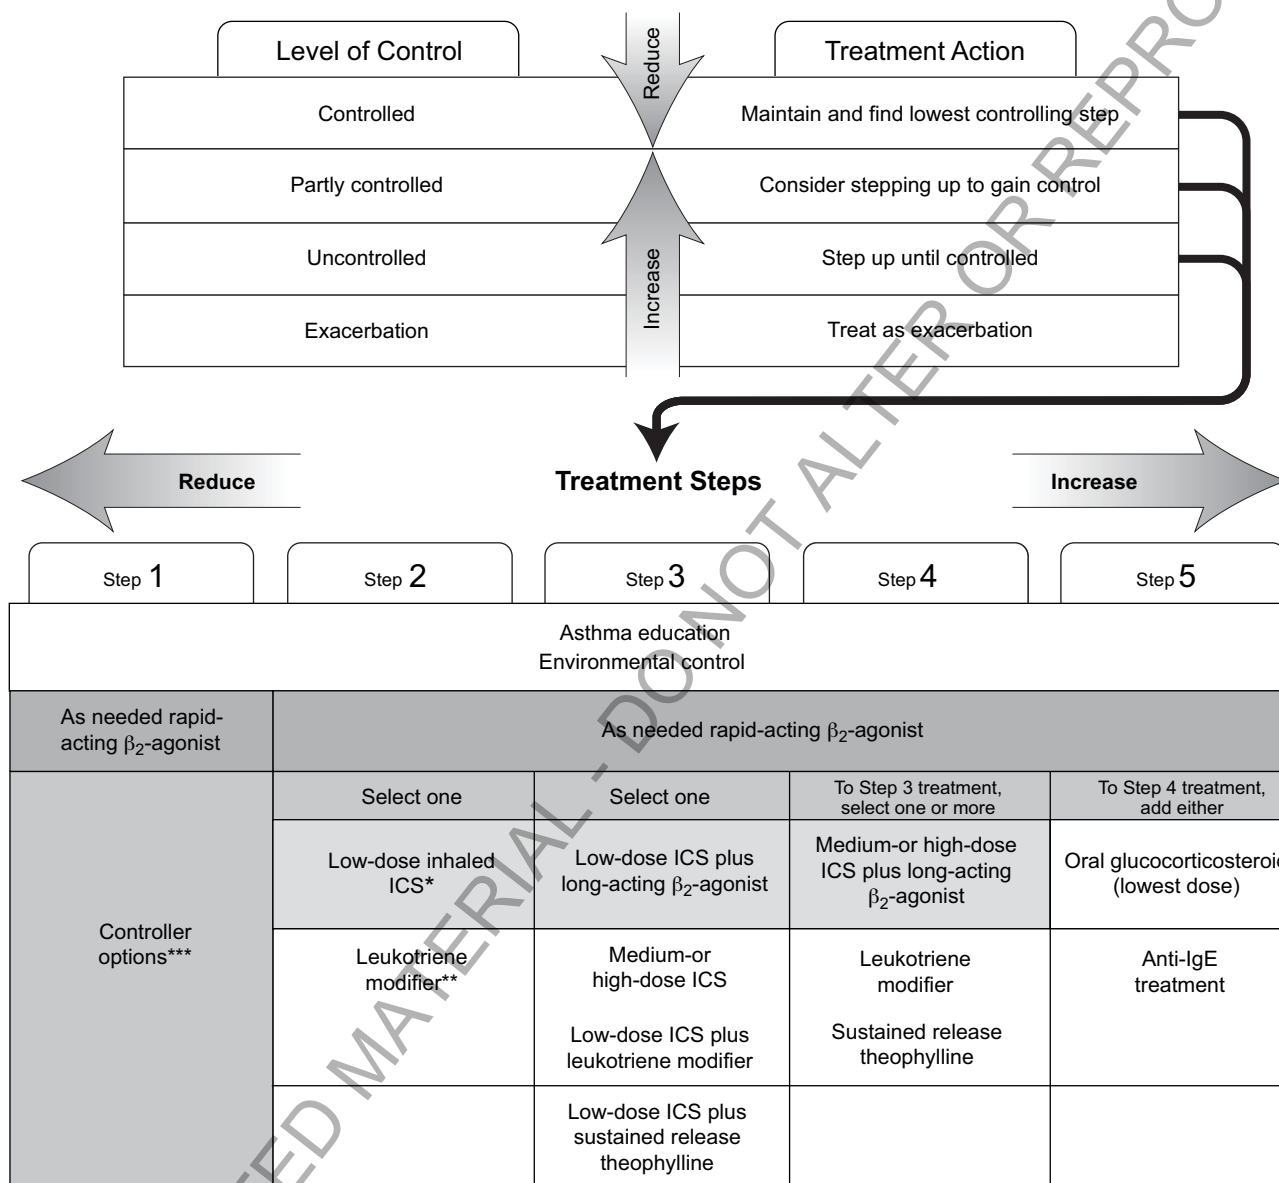 Level of Control
Reduce
Treatment Action
Controlled
Maintain and find lowest controlling step
Partly controlled
Consider stepping up to gain control
Uncontrolled
Increase
Step up until controlled
Exacerbation
Treat as exacerbation
Reduce
Treatment Steps
Increase
Step 1
Step 2
Step 3
Step 4
Step 5
Asthma education
Environmental control
As needed rapid-
acting β2-agonist
As needed rapid-acting β2-agonist
Controller
options***
Select one
Select one
To Step 3 treatment,
select one or more
To Step 4 treatment,
add either
Low-dose inhaled
ICS*
Low-dose ICS plus
long-acting β2-agonist
Medium-or high-dose
ICS plus long-acting
β2-agonist
Oral glucocorticosteroid
(lowest dose)
Leukotriene
modifier**
Medium-or
high-dose ICS
Leukotriene
modifier
Anti-IgE
treatment
Low-dose ICS plus
leukotriene modifier
Sustained release
theophylline
Low-dose ICS plus
sustained release
theophylline
TED MATERIAL - DO NOT ALTER OR REPRO